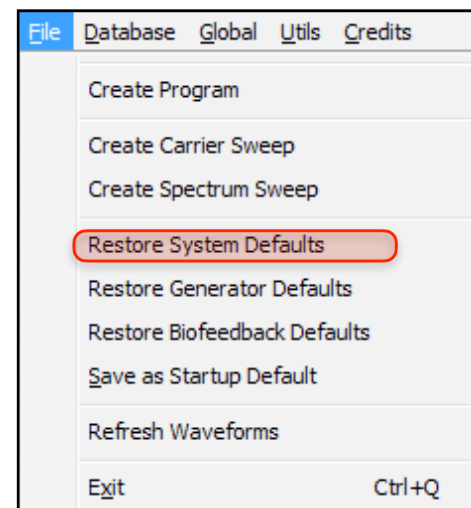 File Database Global Utils Credits
Create Program
Create Carrier Sweep
Create Spectrum Sweep
Restore System Defaults
Restore Generator Defaults
Restore Biofeedback Defaults
Save as Startup Default
Refresh Waveforms
Exit Ctrl+Q